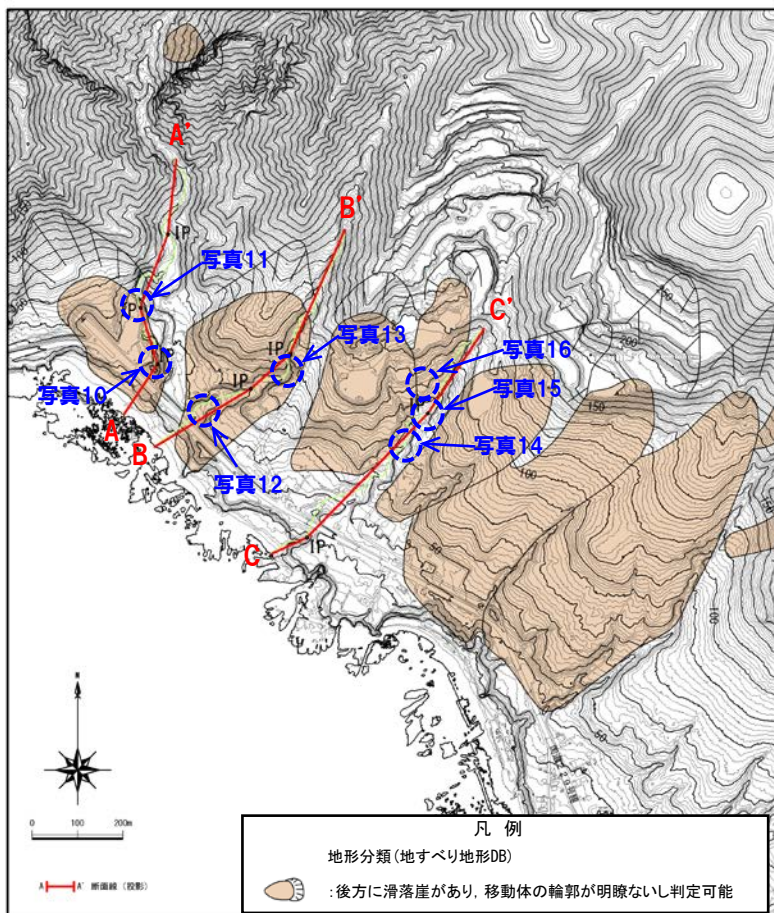 A'
B'
IP
写真11
C'
IP
写真13
写真16
IP
写真10
IP
写真15
A
B
写真12
写真14
C
IP
150
100
50
100
50
N
0 100 200m
A A' 断面線 (投影)
凡 例
地形分類(地すべり地形DB)
:後方に滑落崖があり, 移動体の輪郭が明瞭ないし判定可能